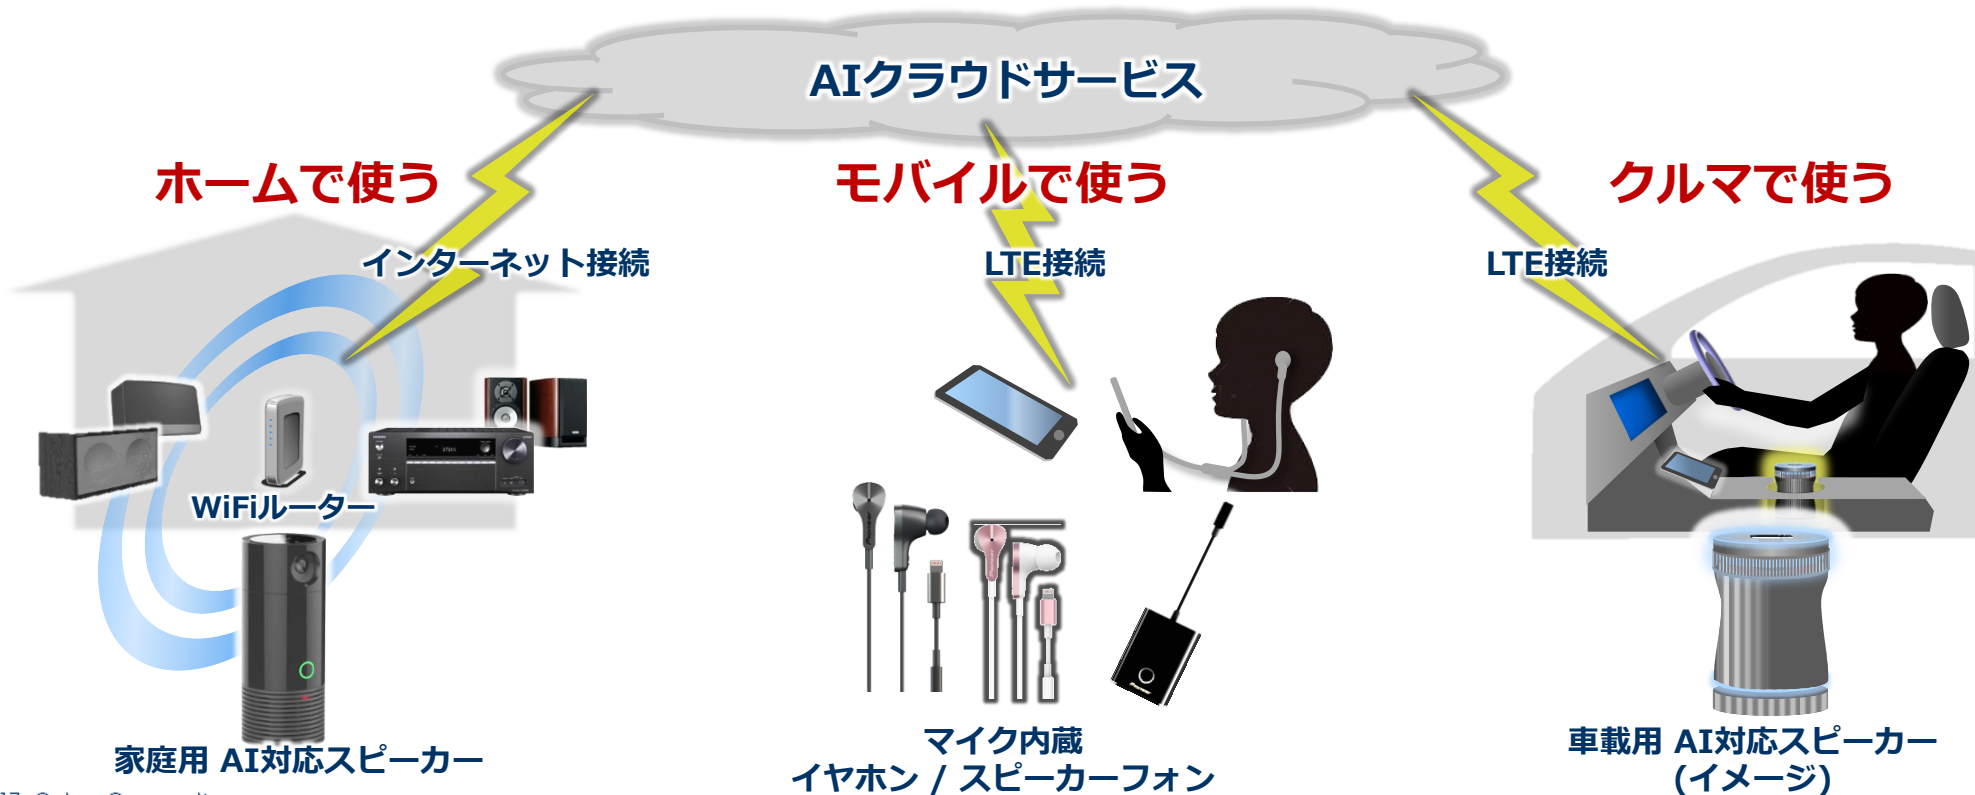 AIクラウドサービス
ホームで使う
モバイルで使う
クルマで使う
インターネット接続
LTE接続
LTE接続
WiFiルーター
家庭用 AI対応スピーカー
マイク内蔵
イヤホン / スピーカーフォン
車載用 AI対応スピーカー
(イメージ)